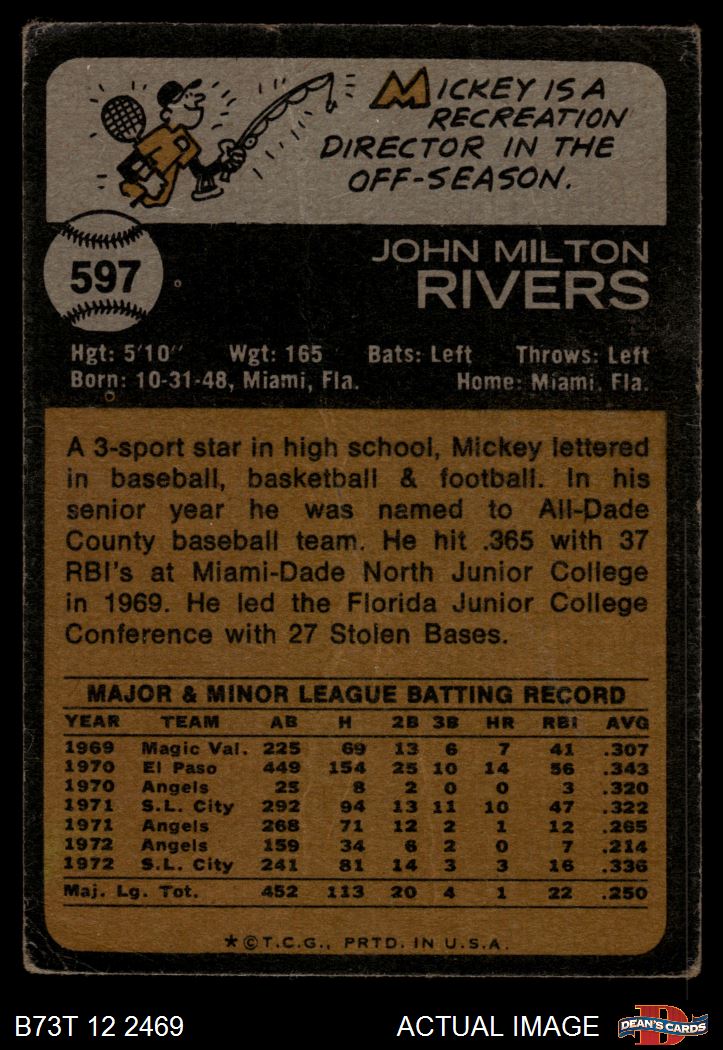 MICKEY IS A
RECREATION
DIRECTOR IN THE
OFF-SEASON.
597
JOHN MILTON
RIVERS
Hgt: 5'10" Wgt: 165 Bats: Left Throws: Left
Born: 10-31-48, Miami, Fla. Home: Miami, Fla.
A 3-sport star in high school, Mickey lettered
in baseball, basketball & football. In his
senior year he was named to All-Dade
County baseball team. He hit .365 with 37
RBI's at Miami-Dade North Junior College
in 1969. He led the Florida Junior College
Conference with 27 Stolen Bases.
MAJOR & MINOR LEAGUE BATTING RECORD
YEAR TEAM AB H 2B 3B HR RBI AVG
1969 Magic Val. 225 69 13 6 7 41 .307
1970 El Paso 449 154 25 10 14 56 .343
1970 Angels 25 8 2 0 0 3 .320
1971 S.L. City 292 94 13 11 10 47 .322
1971 Angels 268 71 12 2 1 12 .265
1972 Angels 159 34 6 2 0 7 .214
1972 S.L. City 241 81 14 3 3 16 .336
Maj. Lg. Tot. 452 113 20 4 1 22 .250
★©T.C.G., PRTD. IN U.S.A.
B73T 12 2469 ACTUAL IMAGE
D
DEAN'S CARDS